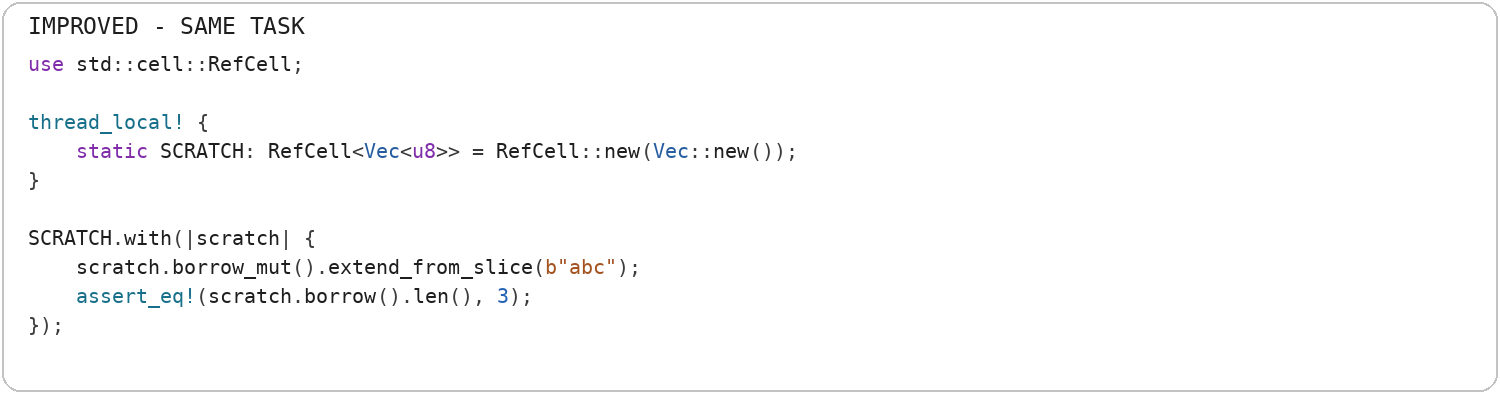 IMPROVED - SAME TASK
use std::cell::RefCell;
thread_local! {
    static SCRATCH: RefCell<Vec<u8>> = RefCell::new(Vec::new());
}
SCRATCH.with(|scratch| {
    scratch.borrow_mut().extend_from_slice(b"abc");
    assert_eq!(scratch.borrow().len(), 3);
});